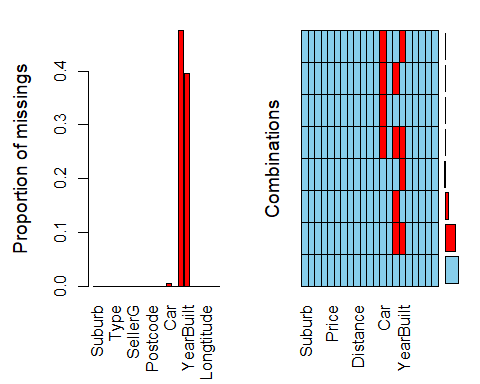 Proportion of missings
0.0
0.1
0.2
0.3
0.4
Suburb
Type
SellerG
Postcode
Car
YearBuilt
Longtitude
Combinations
Suburb
Price
Distance
Car
YearBuilt